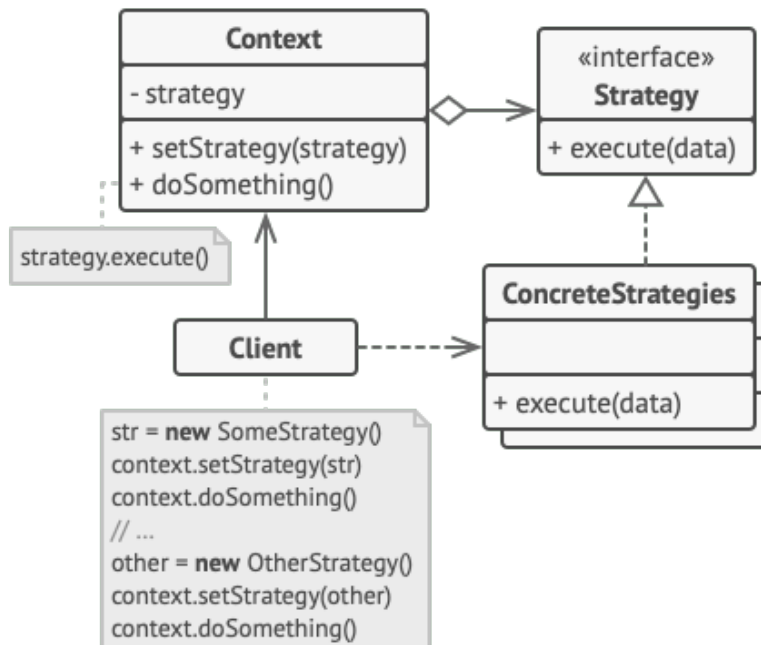 Context
- strategy
+ setStrategy(strategy)
+ doSomething()
«interface»
Strategy
+ execute(data)
strategy.execute()
ConcreteStrategies
+ execute(data)
Client
str = new SomeStrategy()
context.setStrategy(str)
context.doSomething()
// ...
other = new OtherStrategy()
context.setStrategy(other)
context.doSomething()